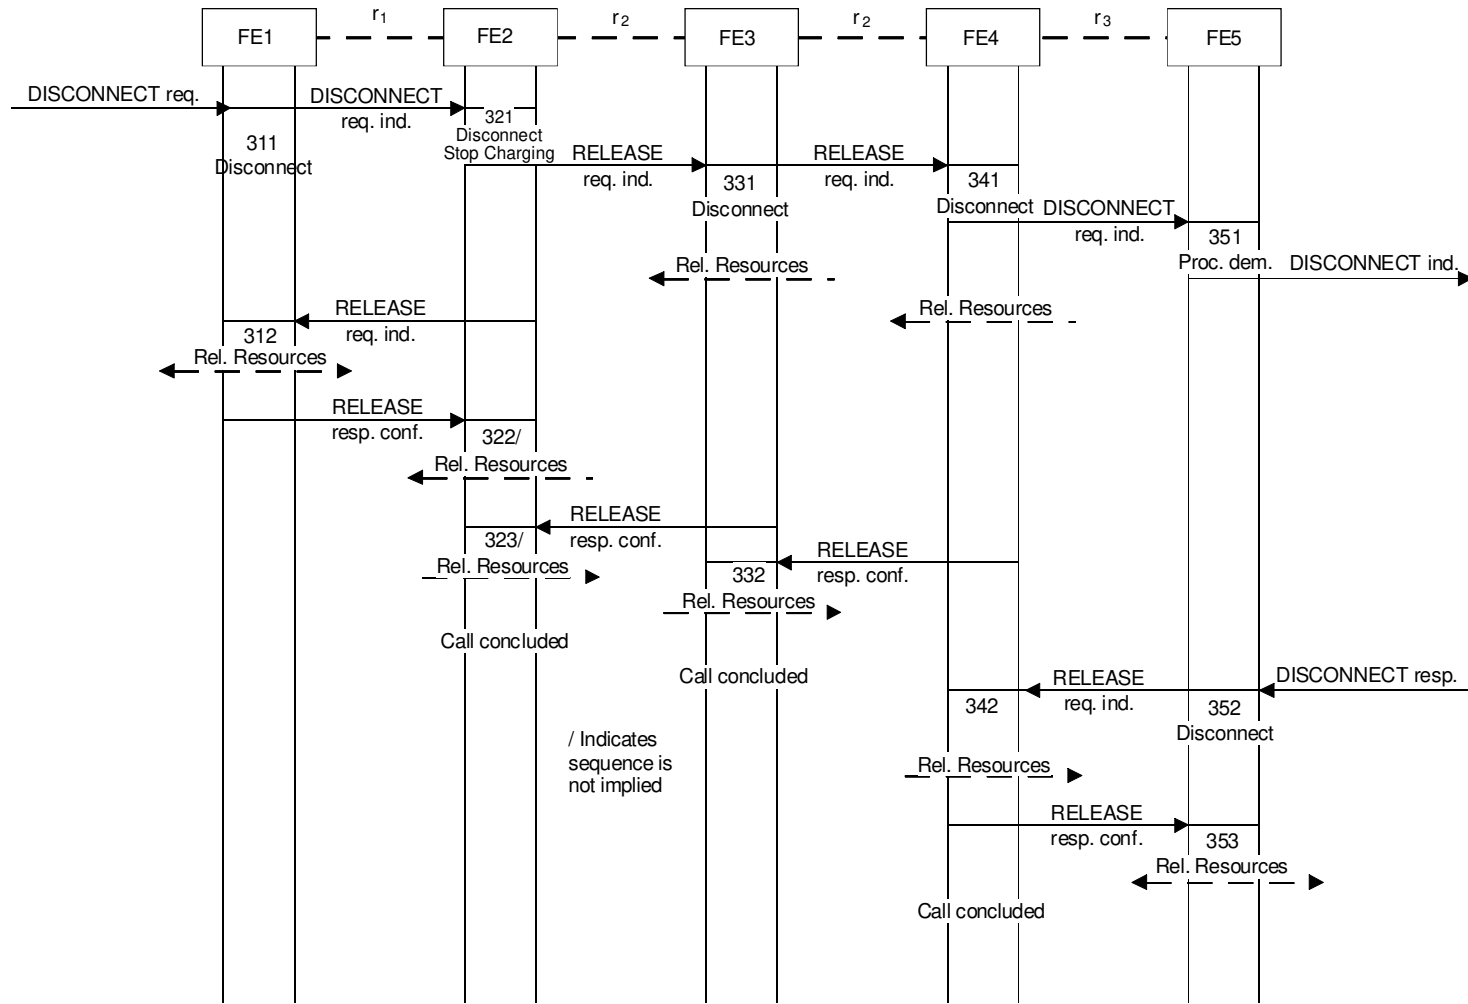 r1
r2
r2
r3
FE1
FE2
FE3
FE4
FE5
DISCONNECT req.
DISCONNECT
req. ind.
321
Disconnect
Stop Charging
311
Disconnect
RELEASE
req. ind.
RELEASE
req. ind.
331
Disconnect
341
Disconnect
DISCONNECT
req. ind.
351
Proc. dem.
DISCONNECT ind.
Rel. Resources
Rel. Resources
RELEASE
req. ind.
312
Rel. Resources
RELEASE
resp. conf.
322/
Rel. Resources
RELEASE
resp. conf.
323/
Rel. Resources
RELEASE
resp. conf.
332
Rel. Resources
Call concluded
Call concluded
DISCONNECT resp.
RELEASE
req. ind.
342
352
Disconnect
/ Indicates
sequence is
not implied
Rel. Resources
RELEASE
resp. conf.
353
Rel. Resources
Call concluded